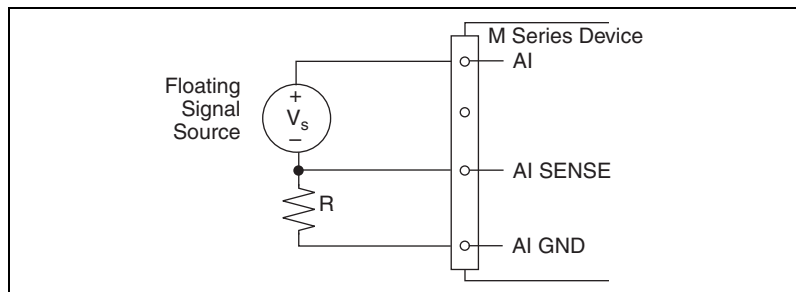 M Series Device
AI
Floating
Signal
Source
+
Vs
–
AI SENSE
R
AI GND